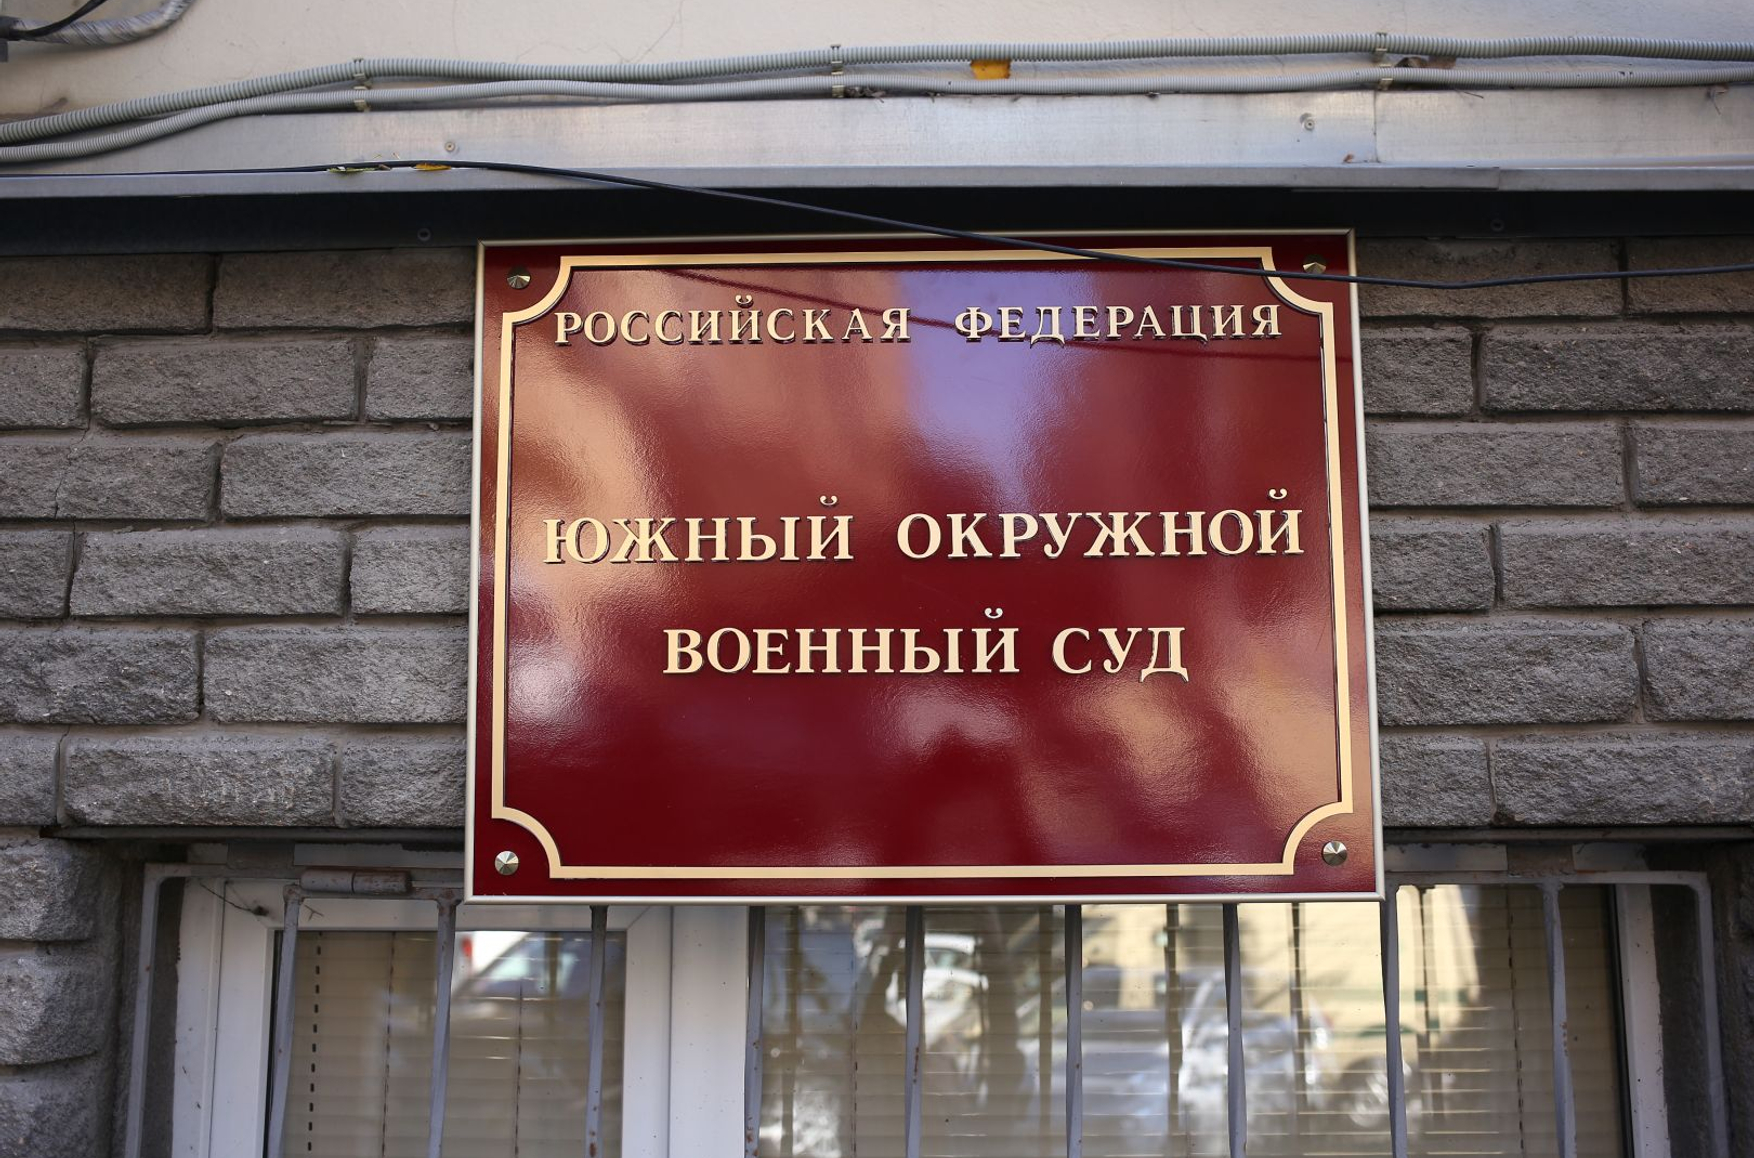 РОССИЙСКАЯ ФЕДЕРАЦИЯ
ЮЖНЫЙ ОКРУЖНОЙ
ВОЕННЫЙ СУД